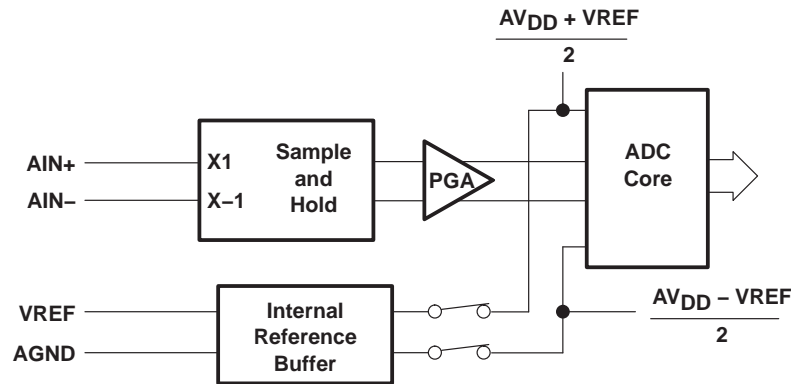 AVDD + VREF
2
AIN+
AIN−
X1
X−1
Sample
and
Hold
PGA
ADC
Core
VREF
AGND
Internal
Reference
Buffer
AVDD − VREF
2